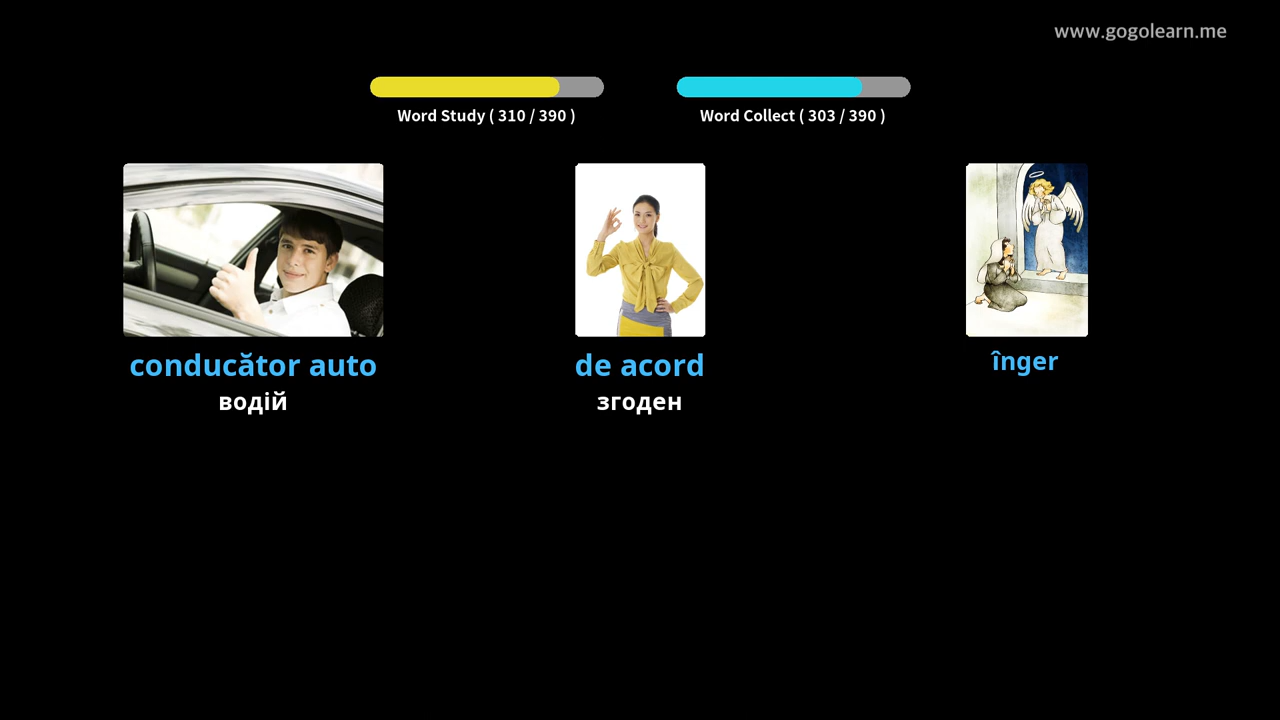 www.gogolearn.me
Word Study ( 310 / 390 )
Word Collect ( 303 / 390 )
conducător auto
водій
de acord
згоден
înger